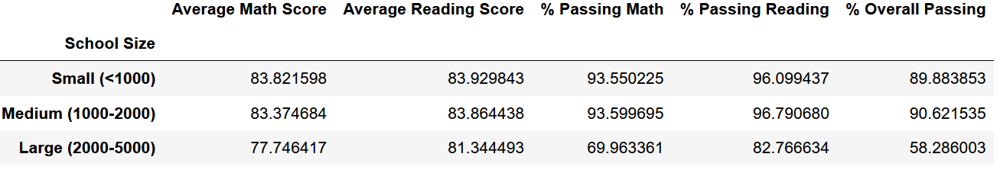 Average Math Score Average Reading Score % Passing Math % Passing Reading % Overall Passing
School Size
Small (<1000) 83.821598 83.929843 93.550225 96.099437 89.883853
Medium (1000-2000) 83.374684 83.864438 93.599695 96.790680 90.621535
Large (2000-5000) 77.746417 81.344493 69.963361 82.766634 58.286003